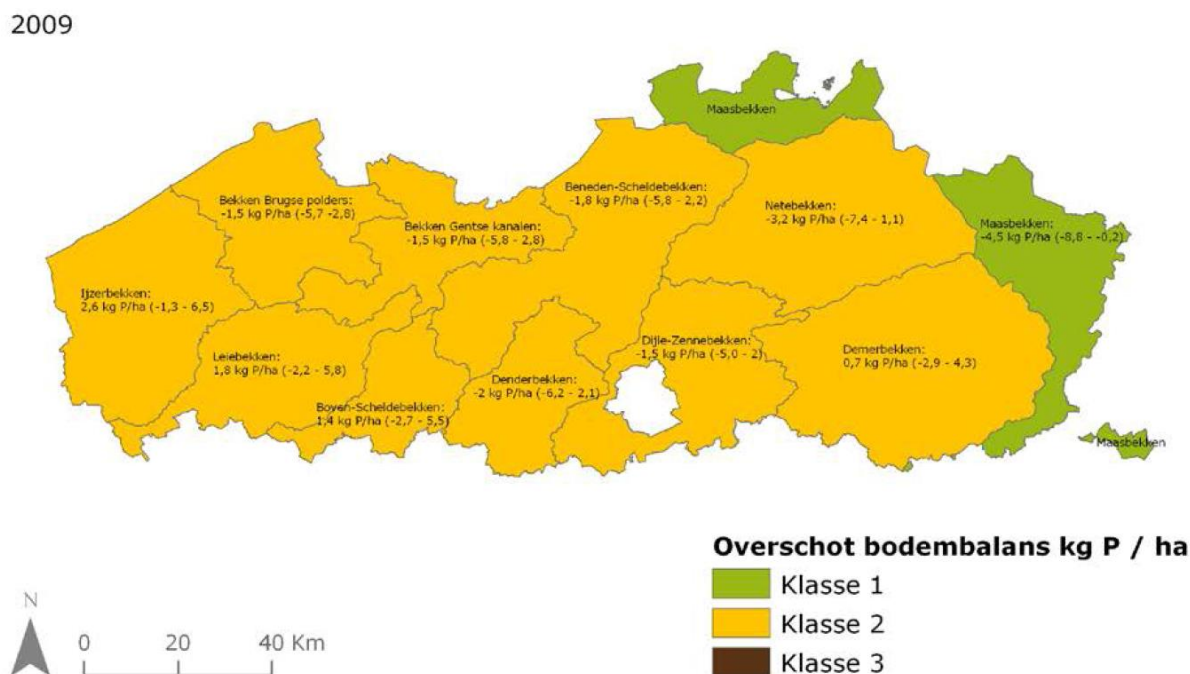 2009
Maasbekken
Bekken Brugse polders:
-1,5 kg P/ha (-5,7 -2,8)
Beneden-Scheldebekken:
-1,8 kg P/ha (-5,8 - 2,2)
Netebekken:
-3,2 kg P/ha (-7,4 - 1,1)
Bekken Gentse kanalen:
-1,5 kg P/ha (-5,8 - 2,8)
Maasbekken:
-4,5 kg P/ha (-8,8 - -0,2)
Ijzerbekken:
2,6 kg P/ha (-1,3 - 6,5)
Leiebekken:
1,8 kg P/ha (-2,2 - 5,8)
Dijle-Zennebekken:
-1,5 kg P/ha (-5,0 - 2)
Demerbekken:
0,7 kg P/ha (-2,9 - 4,3)
Denderbekken:
-2 kg P/ha (-6,2 - 2,1)
Boven-Scheldebekken:
1,4 kg P/ha (-2,7 - 5,5)
Maasbekken
Overschot bodembalans kg P / ha
Klasse 1
Klasse 2
Klasse 3
N
0 20 40 Km